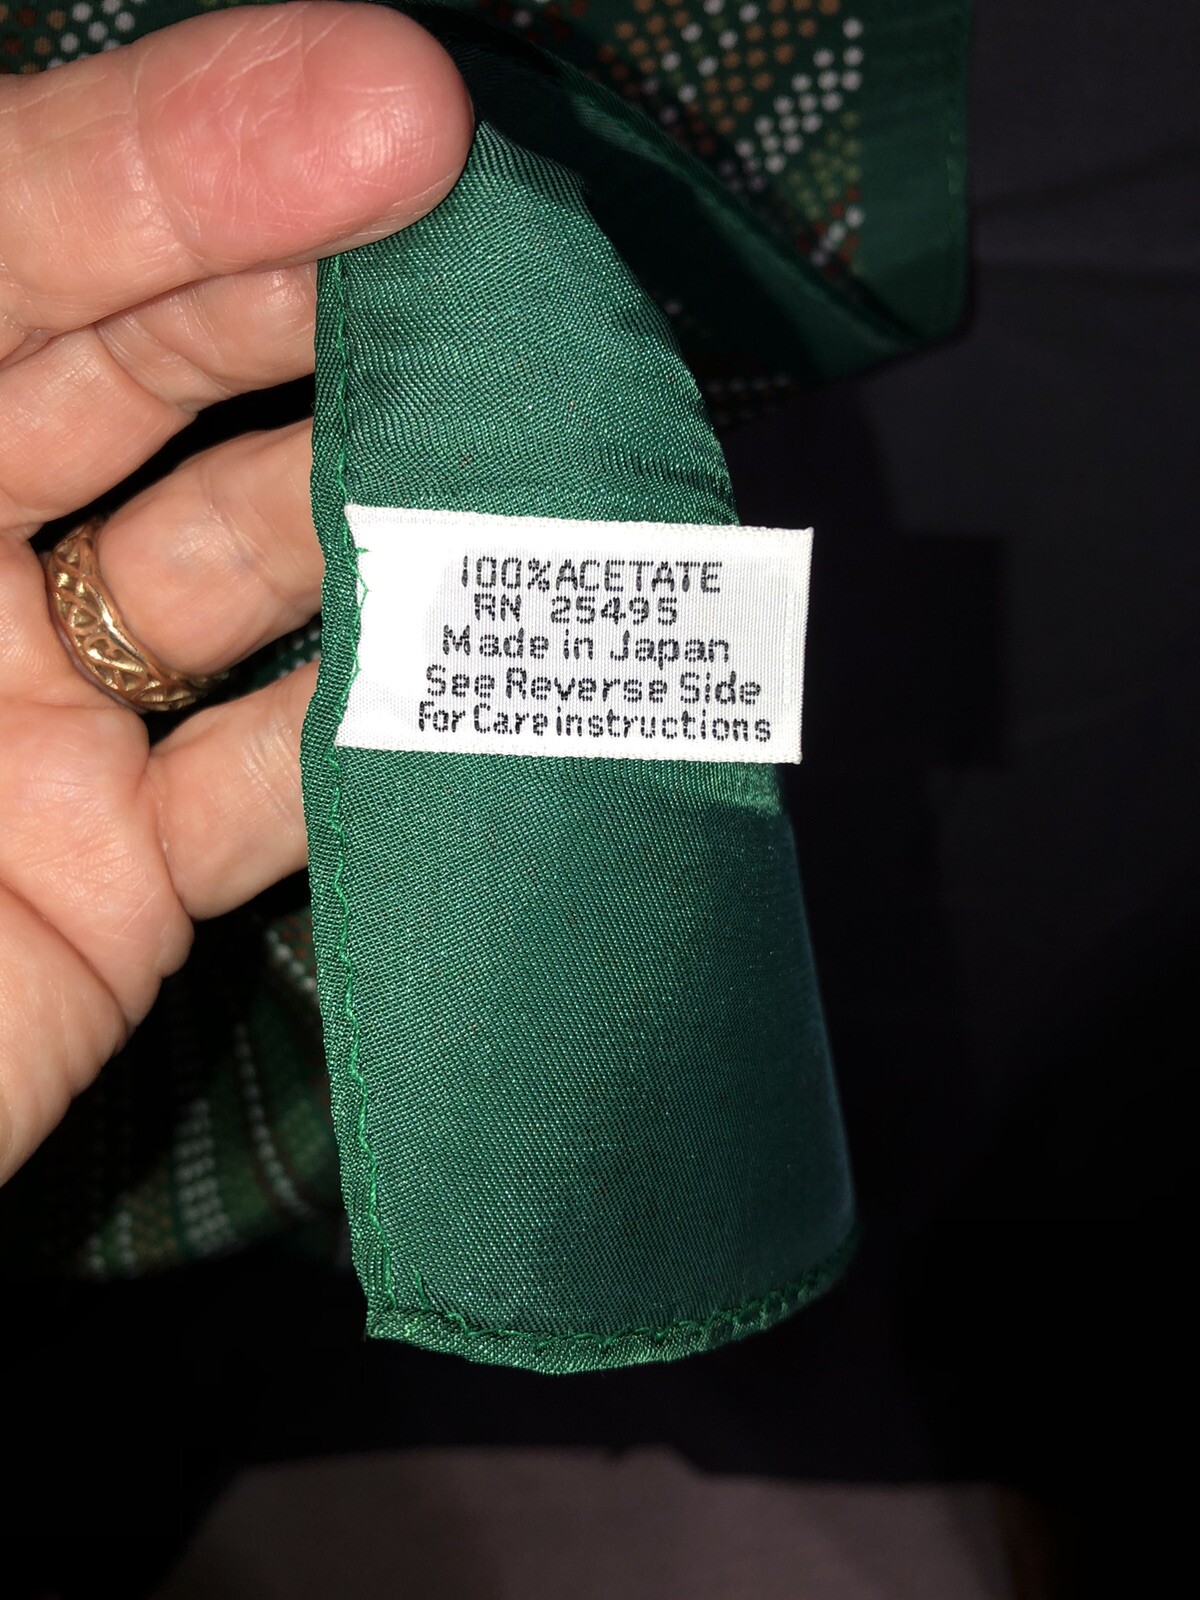 100% ACETATE
RN 25495
Made in Japan
See Reverse Side
For Care instructions